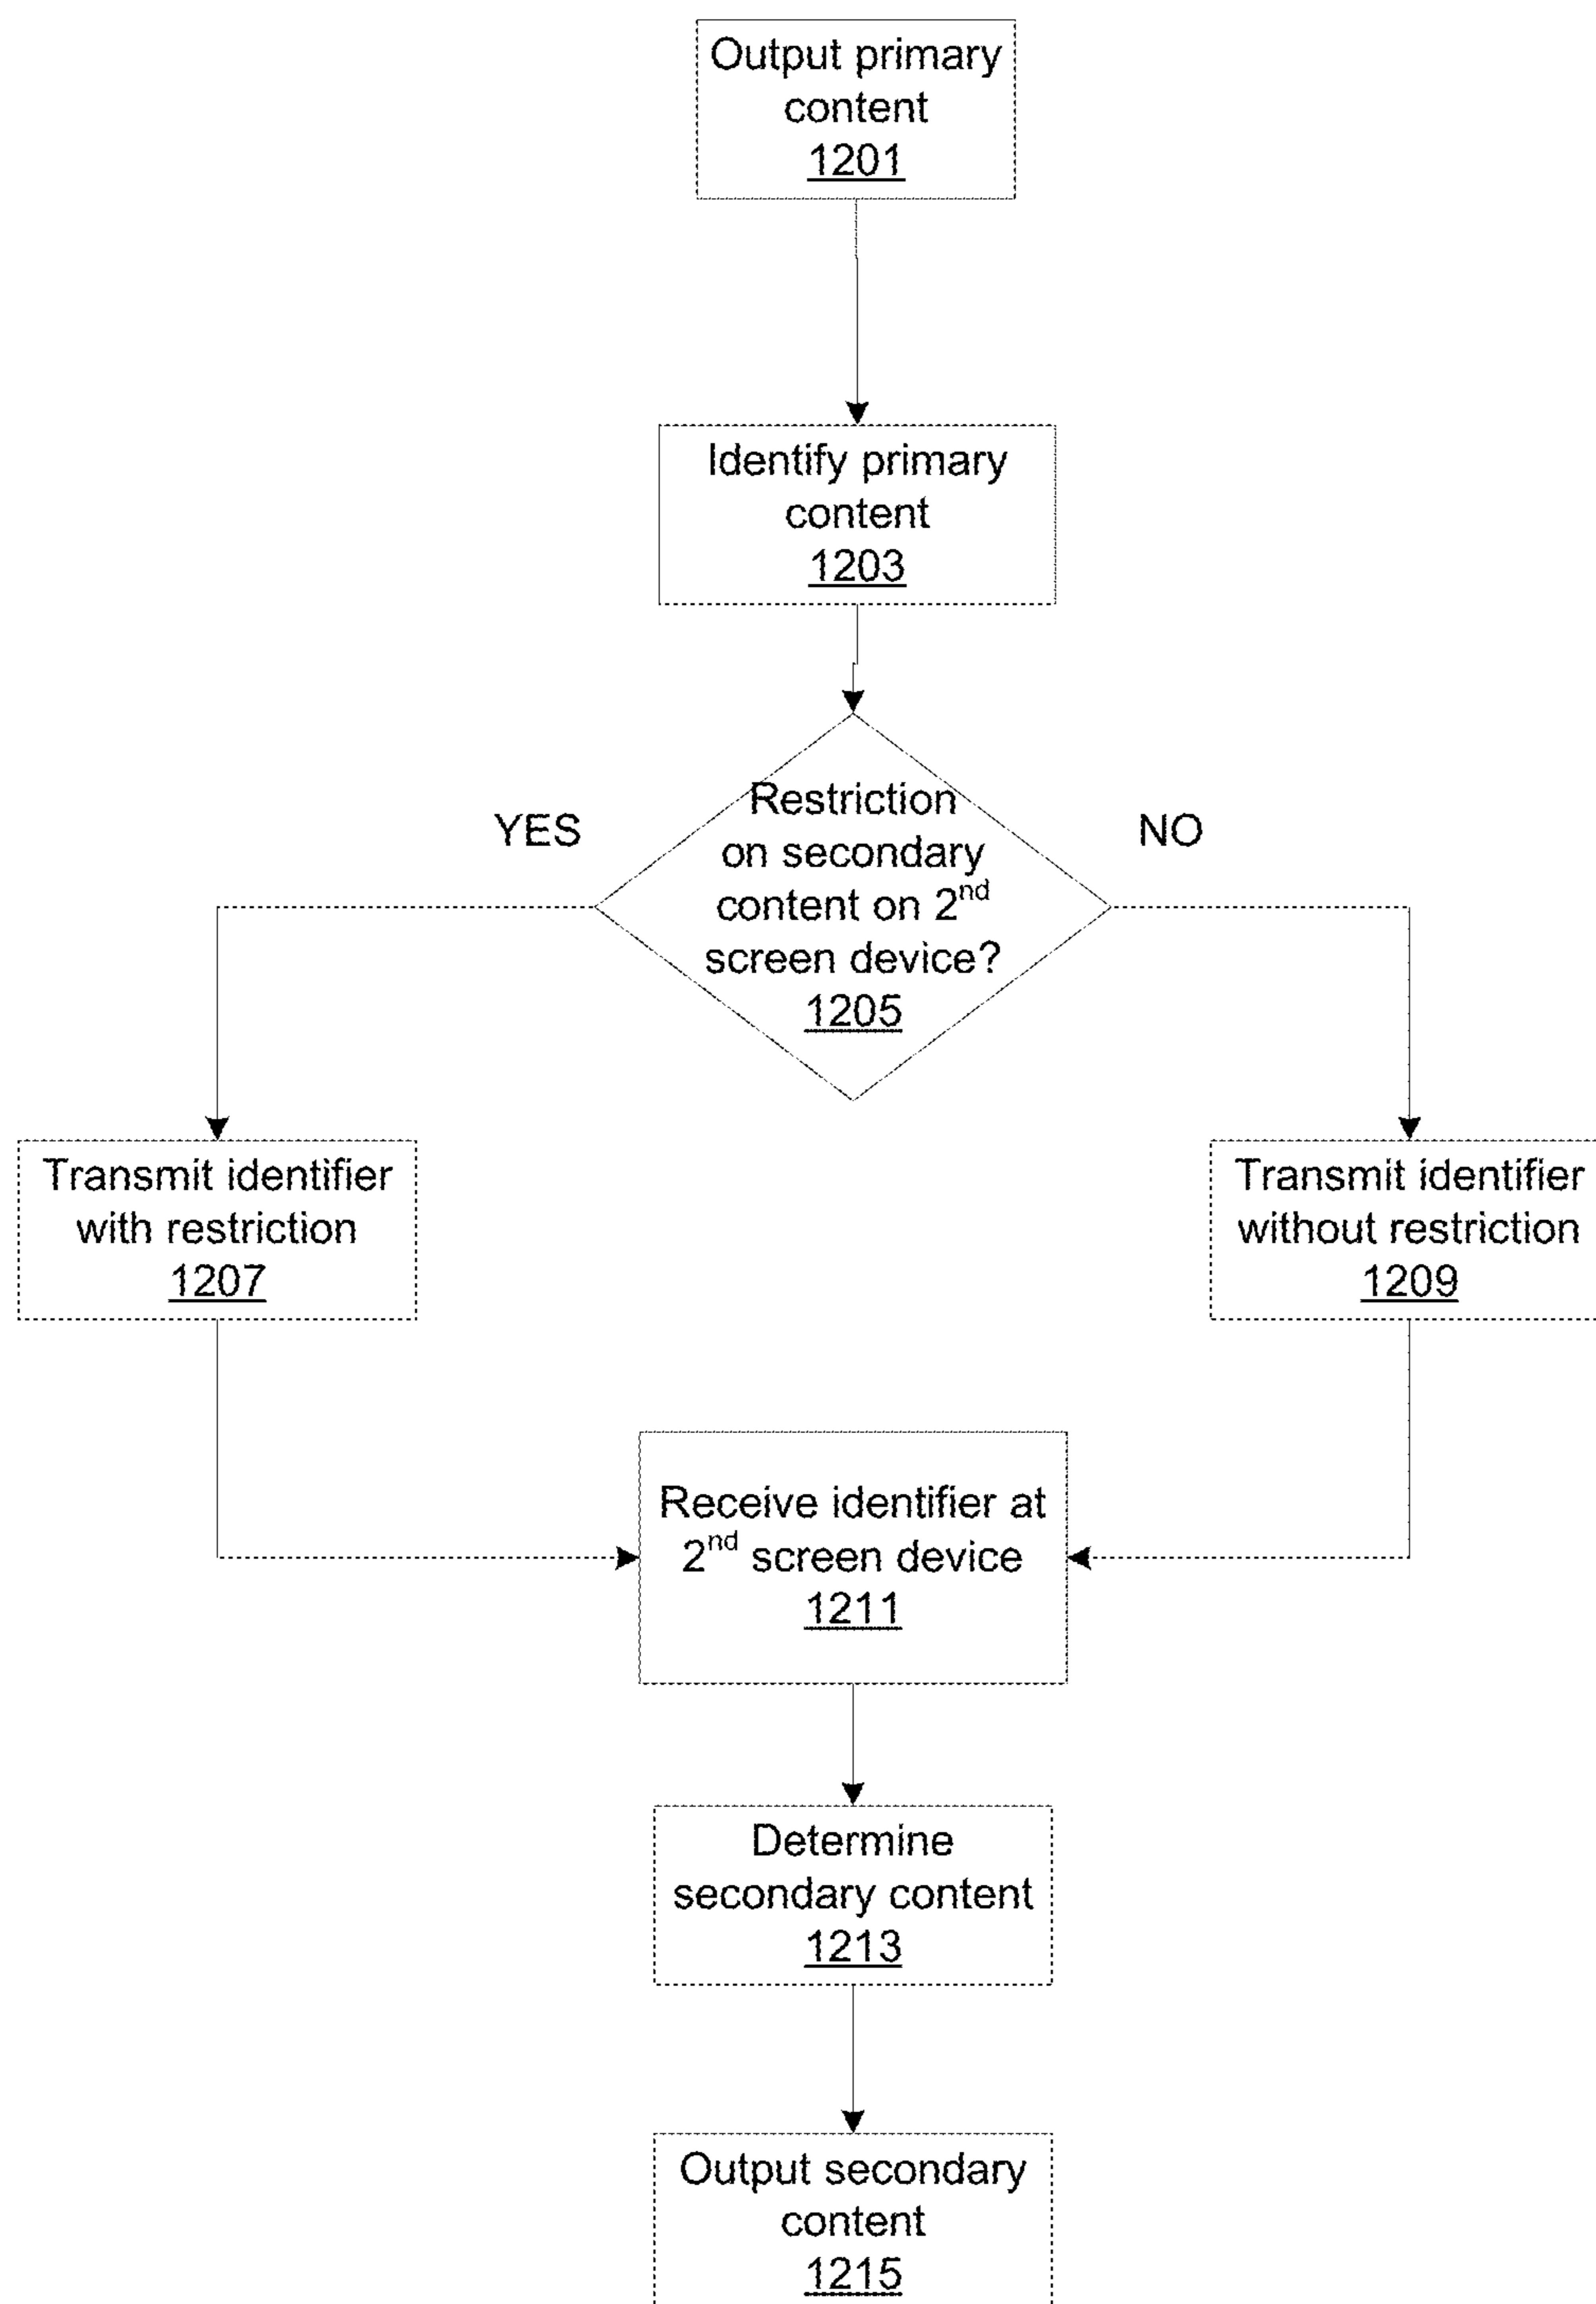 Output primary
content
1201
Identify primary
content
1203
YES
NO
Restriction
on secondary
content on 2nd
screen device?
1205
Transmit identifier
with restriction
1207
Transmit identifier
without restriction
1209
Receive identifier at
2nd screen device
1211
Determine
secondary content
1213
Output secondary
content
1215